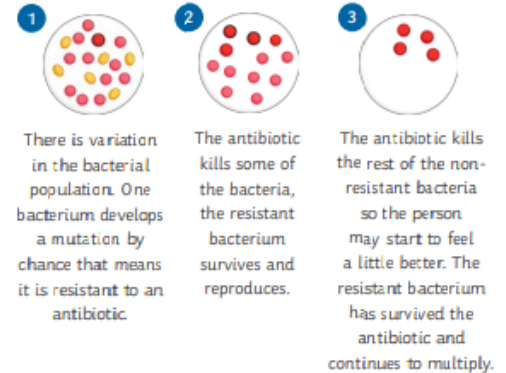 1
There is variation
in the bacterial
population. One
bacterium develops
a mutation by
chance that means
it is resistant to an
antibiotic.
2
The antibiotic
kills some of
the bacteria,
the resistant
bacterium
survives and
reproduces.
3
The antibiotic kills
the rest of the non-
resistant bacteria
so the person
may start to feel
a little better. The
resistant bacterium
has survived the
antibiotic and
continues to multiply.